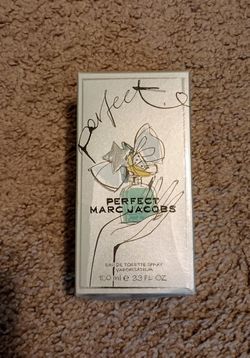 perfect
PERFECT
MARC JACOBS
EAU DE TOILETTE SPRAY
VAPORISATEUR
100 ml e 3.3 FL.OZ